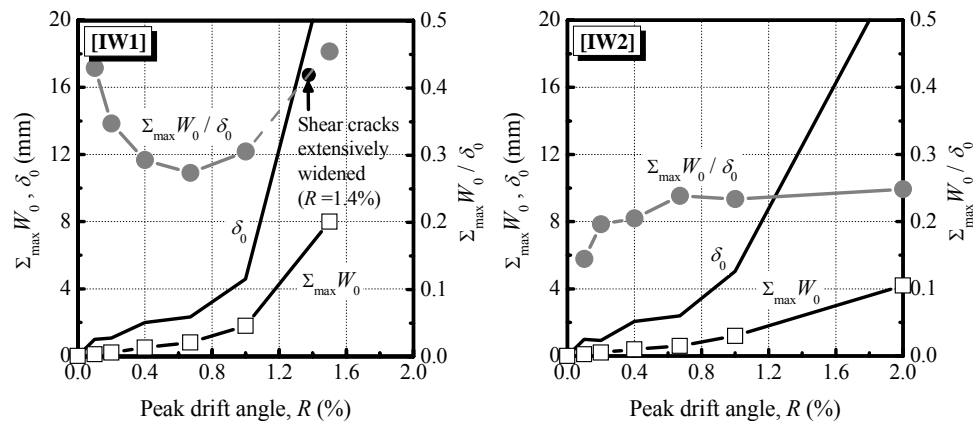 [IW1]
20
16
12
8
4
0
Σmax W0 , δ0 (mm)
0.5
0.4
0.3
0.2
0.1
0.0
Σmax W0 / δ0
Σmax W0 / δ0
Shear cracks
extensively
widened
(R =1.4%)
δ0
Σmax W0
0.0 0.4 0.8 1.2 1.6 2.0
Peak drift angle, R (%)
[IW2]
20
16
12
8
4
0
Σmax W0 , δ0 (mm)
0.5
0.4
0.3
0.2
0.1
0.0
Σmax W0 / δ0
Σmax W0 / δ0
δ0
Σmax W0
0.0 0.4 0.8 1.2 1.6 2.0
Peak drift angle, R (%)